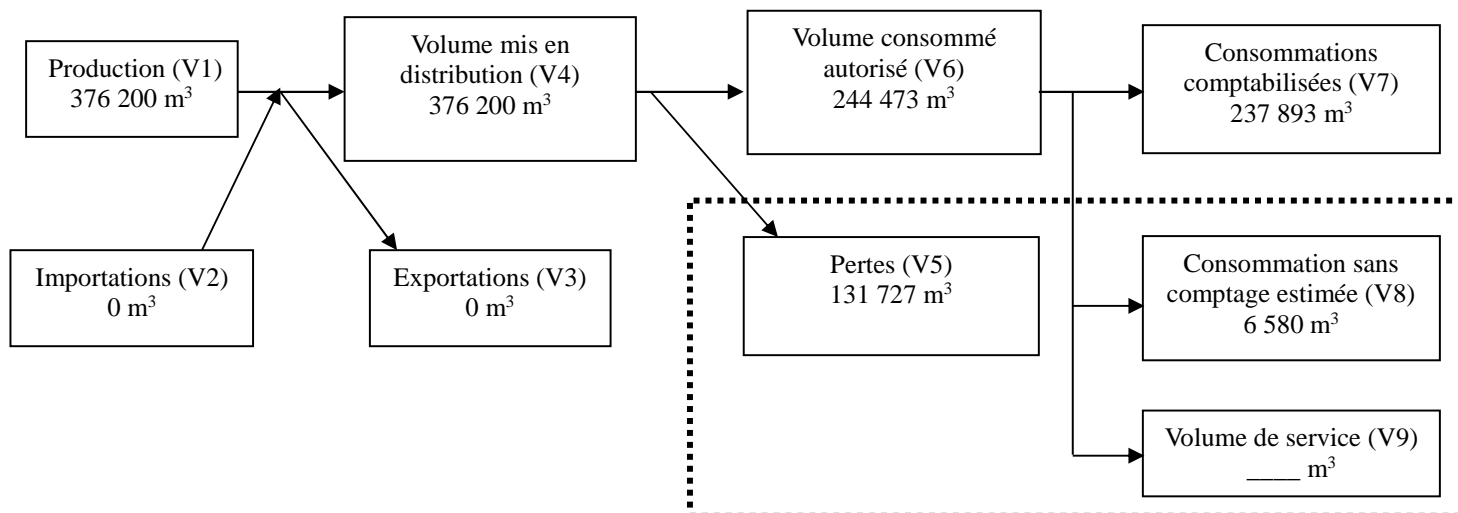 Production (V1)
376 200 m³
Volume mis en
distribution (V4)
376 200 m³
Volume consommé
autorisé (V6)
244 473 m³
Consommations
comptabilisées (V7)
237 893 m³
Importations (V2)
0 m³
Exportations (V3)
0 m³
Pertes (V5)
131 727 m³
Consommation sans
comptage estimée (V8)
6 580 m³
Volume de service (V9)
____ m³